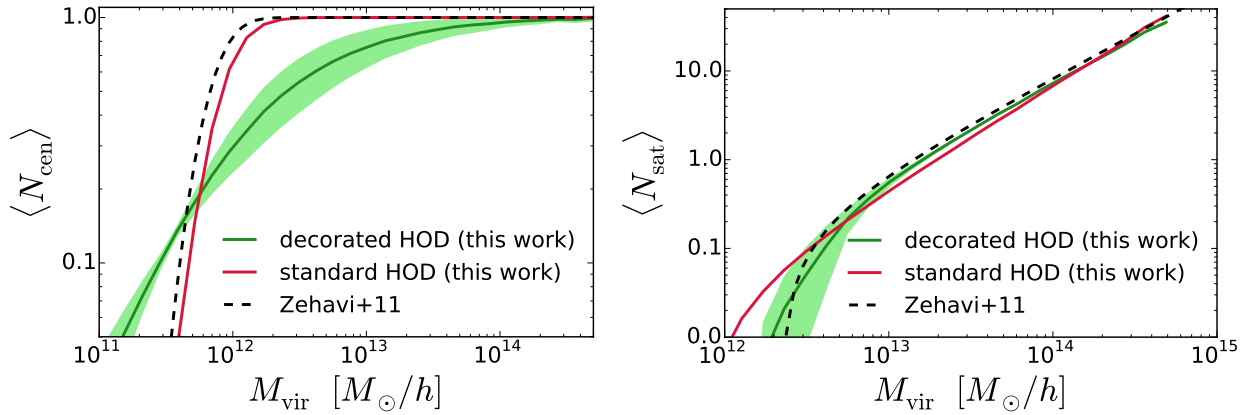 1.0
0.1
⟨N_cen⟩
decorated HOD (this work)
standard HOD (this work)
Zehavi+11
10^11 10^12 10^13 10^14
M_vir [M_⊙/h]
10.0
1.0
0.1
0.0
⟨N_sat⟩
decorated HOD (this work)
standard HOD (this work)
Zehavi+11
10^12 10^13 10^14 10^15
M_vir [M_⊙/h]